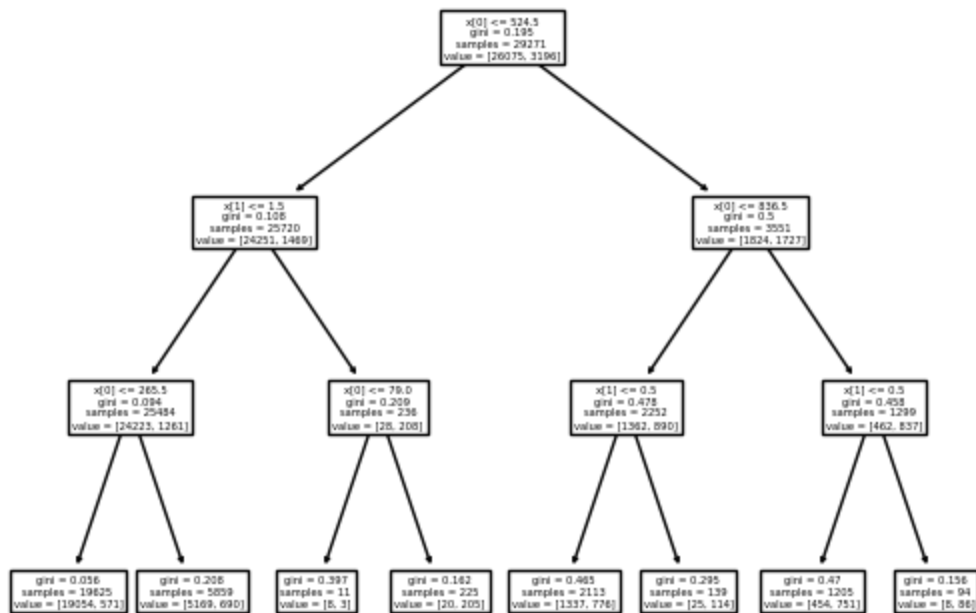 x[0] <= 524.5
gini = 0.195
samples = 29271
value = [26075, 3196]
x[1] <= 1.5
gini = 0.108
samples = 25720
value = [24251, 1469]
x[0] <= 836.5
gini = 0.5
samples = 3551
value = [1824, 1727]
x[0] <= 265.5
gini = 0.094
samples = 25484
value = [24223, 1261]
x[0] <= 79.0
gini = 0.209
samples = 236
value = [28, 208]
x[1] <= 0.5
gini = 0.478
samples = 2252
value = [1362, 890]
x[1] <= 0.5
gini = 0.458
samples = 1299
value = [462, 837]
gini = 0.056
samples = 19625
value = [19054, 571]
gini = 0.208
samples = 5859
value = [5169, 690]
gini = 0.397
samples = 11
value = [8, 3]
gini = 0.162
samples = 225
value = [20, 205]
gini = 0.465
samples = 2113
value = [1337, 776]
gini = 0.295
samples = 139
value = [25, 114]
gini = 0.47
samples = 1205
value = [454, 751]
gini = 0.156
samples = 94
value = [8,